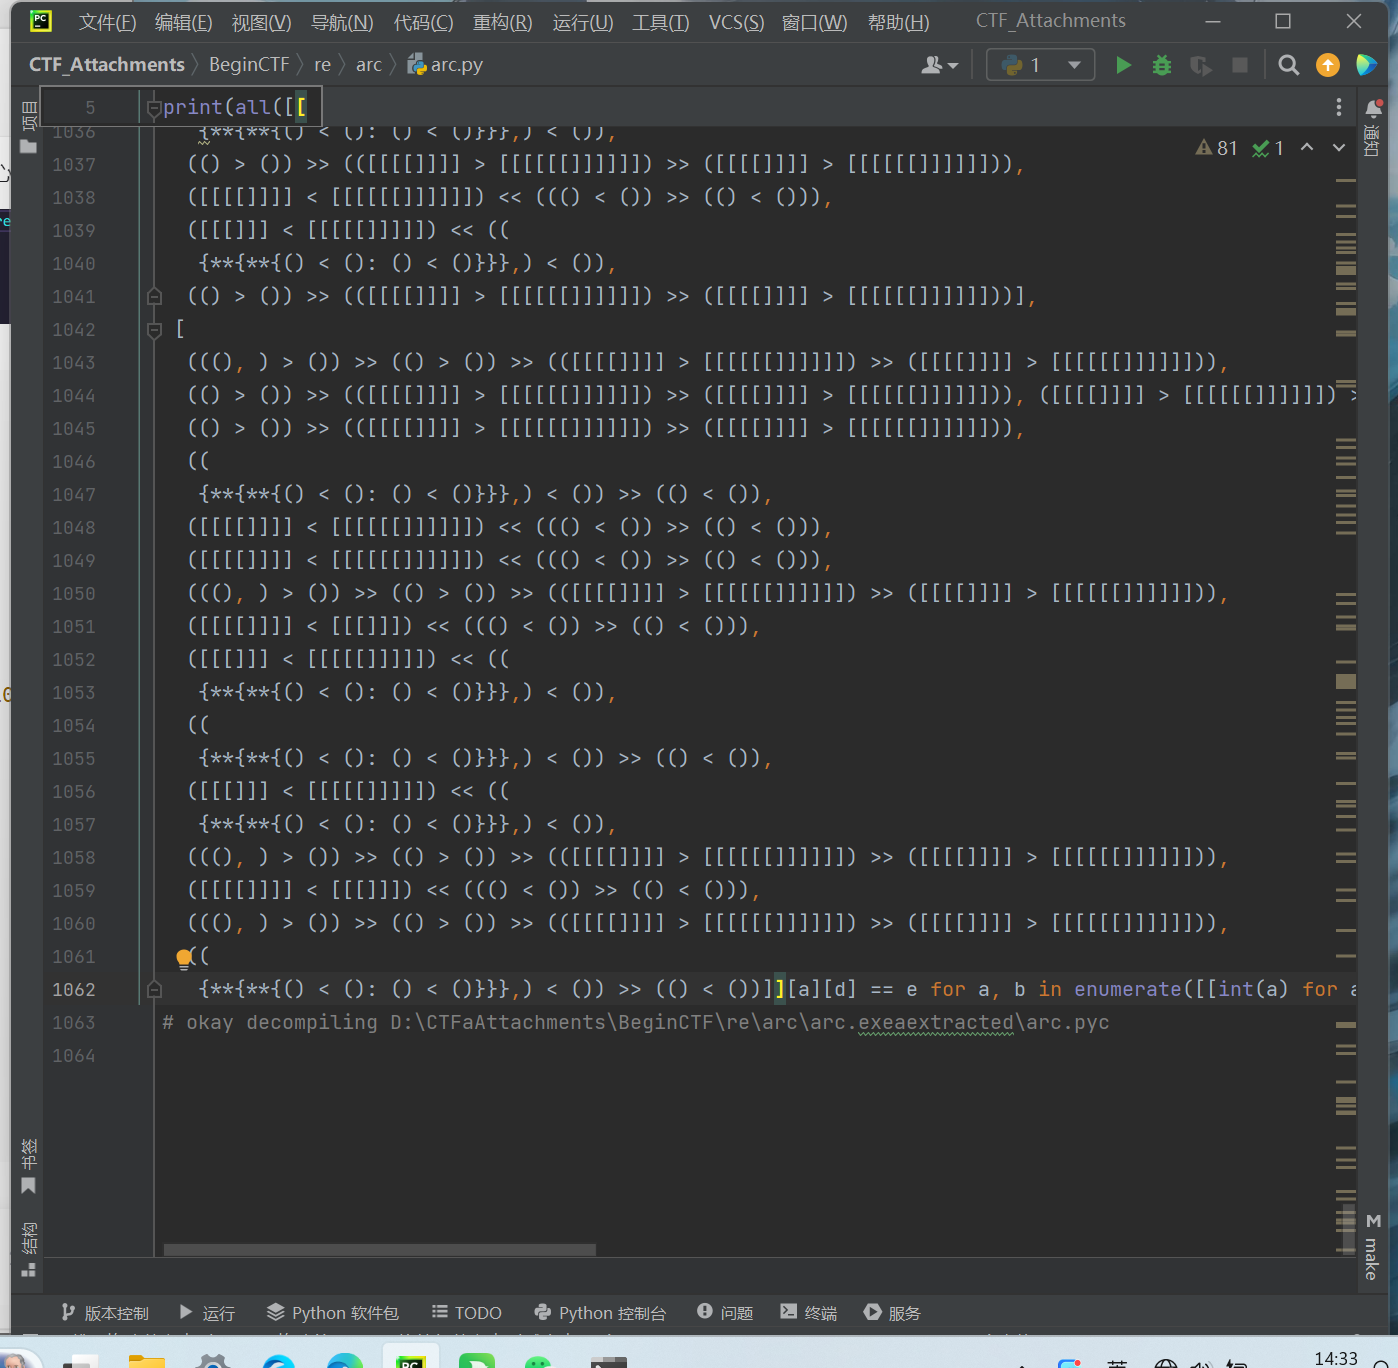 文件(F) 编辑(E) 视图(V) 导航(N) 代码(C) 重构(R) 运行(U) 工具(T) VCS(S) 窗口(W) 帮助(H) CTF_Attachments
CTF_Attachments BeginCTF re arc arc.py 1
项目
通知
5 print(all([[
81 1
1036 {**{**{() < (): () < ()}}},) < ()),
1037 (() > ()) >> (([[[[]]]] > [[[[[[]]]]]]) >> ([[[[]]]] > [[[[[[]]]]]])),
1038 ([[[[]]]] < [[[[[[]]]]]]) << ((() < ()) >> (() < ())),
1039 ([[[]]] < [[[[[]]]]]) << ((
1040 {**{**{() < (): () < ()}}},) < ()),
1041 (() > ()) >> (([[[[]]]] > [[[[[[]]]]]]) >> ([[[[]]]] > [[[[[[]]]]]]))],
1042 [
1043 (((), ) > ()) >> (() > ()) >> (([[[[]]]] > [[[[[[]]]]]]) >> ([[[[]]]] > [[[[[[]]]]]])),
1044 (() > ()) >> (([[[[]]]] > [[[[[[]]]]]]) >> ([[[[]]]] > [[[[[[]]]]]])), ([[[[]]]] > [[[[[[]]]]]]) >
1045 (() > ()) >> (([[[[]]]] > [[[[[[]]]]]]) >> ([[[[]]]] > [[[[[[]]]]]])),
1046 ((
1047 {**{**{() < (): () < ()}}},) < ()) >> (() < ()),
1048 ([[[[]]]] < [[[[[[]]]]]]) << ((() < ()) >> (() < ())),
1049 ([[[[]]]] < [[[[[[]]]]]]) << ((() < ()) >> (() < ())),
1050 (((), ) > ()) >> (() > ()) >> (([[[[]]]] > [[[[[[]]]]]]) >> ([[[[]]]] > [[[[[[]]]]]])),
1051 ([[[[]]]] < [[[]]]) << ((() < ()) >> (() < ())),
1052 ([[[]]] < [[[[[]]]]]) << ((
1053 {**{**{() < (): () < ()}}},) < ()),
1054 ((
1055 {**{**{() < (): () < ()}}},) < ()) >> (() < ()),
1056 ([[[]]] < [[[[[]]]]]) << ((
1057 {**{**{() < (): () < ()}}},) < ()),
1058 (((), ) > ()) >> (() > ()) >> (([[[[]]]] > [[[[[[]]]]]]) >> ([[[[]]]] > [[[[[[]]]]]])),
1059 ([[[[]]]] < [[[]]]) << ((() < ()) >> (() < ())),
1060 (((), ) > ()) >> (() > ()) >> (([[[[]]]] > [[[[[[]]]]]]) >> ([[[[]]]] > [[[[[[]]]]]])),
1061 ((
1062 {**{**{() < (): () < ()}}},) < ()) >> (() < ())]][a][d] == e for a, b in enumerate([[int(a) for a
1063 # okay decompiling D:\CTFaAttachments\BeginCTF\re\arc\arc.exeaextracted\arc.pyc
1064
书签
结构
make
版本控制 运行 Python 软件包 TODO Python 控制台 问题 终端 服务
英 14:33